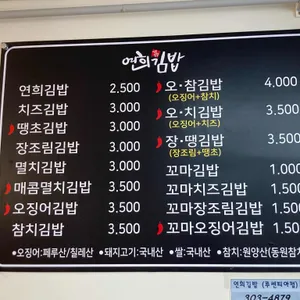 연희김밥
연희김밥 2.500
치즈김밥 3.000
땡초김밥 3.000
장조림김밥 3.000
멸치김밥 3.000
매콤멸치김밥 3.500
오징어김밥 3.500
참치김밥 3.500
오·참김밥 4.000
(오징어+참치)
오·치김밥 3.500
(오징어+치즈)
장·땡김밥 3.500
(장조림+땡초)
꼬마김밥 1.000
꼬마치즈김밥 1.500
꼬마장조림김밥 1.500
꼬마오징어김밥 1.500
•오징어:페루산/칠레산 •돼지고기:국내산 •쌀:국내산 •참치:원양산(동원참치
연희김밥
303-4879